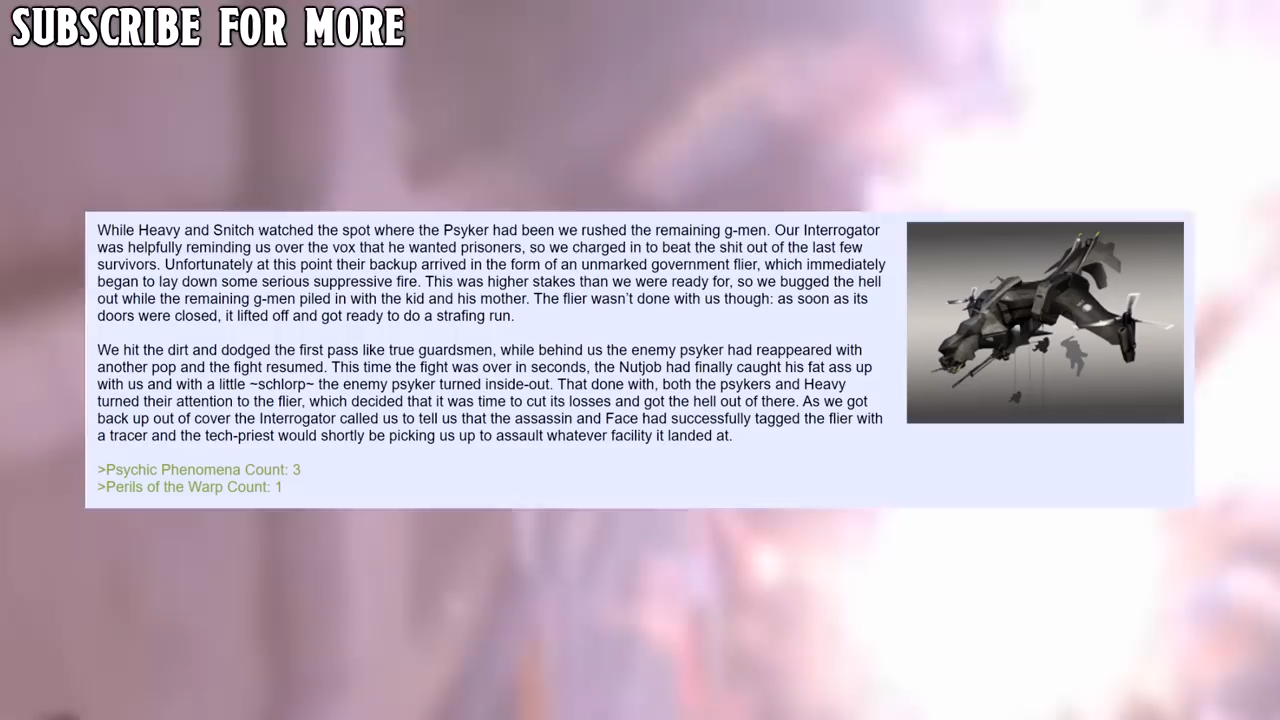 SUBSCRIBE FOR MORE
While Heavy and Snitch watched the spot where the Psyker had been we rushed the remaining g-men. Our Interrogator
was helpfully reminding us over the vox that he wanted prisoners, so we charged in to beat the shit out of the last few
survivors. Unfortunately at this point their backup arrived in the form of an unmarked government flier, which immediately
began to lay down some serious suppressive fire. This was higher stakes than we were ready for, so we bugged the hell
out while the remaining g-men piled in with the kid and his mother. The flier wasn't done with us though: as soon as its
doors were closed, it lifted off and got ready to do a strafing run.
We hit the dirt and dodged the first pass like true guardsmen, while behind us the enemy psyker had reappeared with
another pop and the fight resumed. This time the fight was over in seconds, the Nutjob had finally caught his fat ass up
with us and with a little ~schlorp~ the enemy psyker turned inside-out. That done with, both the psykers and Heavy
turned their attention to the flier, which decided that it was time to cut its losses and got the hell out of there. As we got
back up out of cover the Interrogator called us to tell us that the assassin and Face had successfully tagged the flier with
a tracer and the tech-priest would shortly be picking us up to assault whatever facility it landed at.
>Psychic Phenomena Count: 3
>Perils of the Warp Count: 1